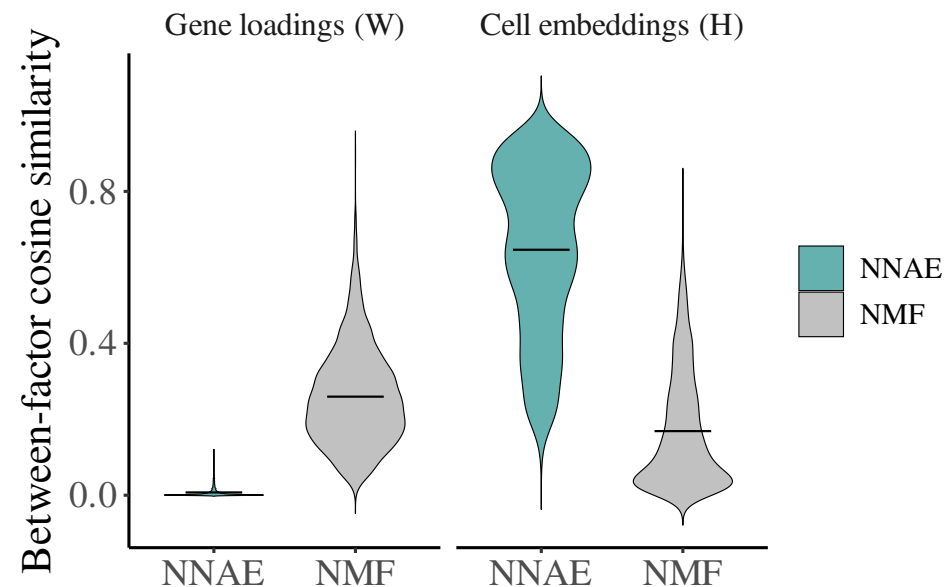 Gene loadings (W)
Cell embeddings (H)
Between-factor cosine similarity
0.8
0.4
0.0
NNAE
NMF
NNAE
NMF
NNAE
NMF